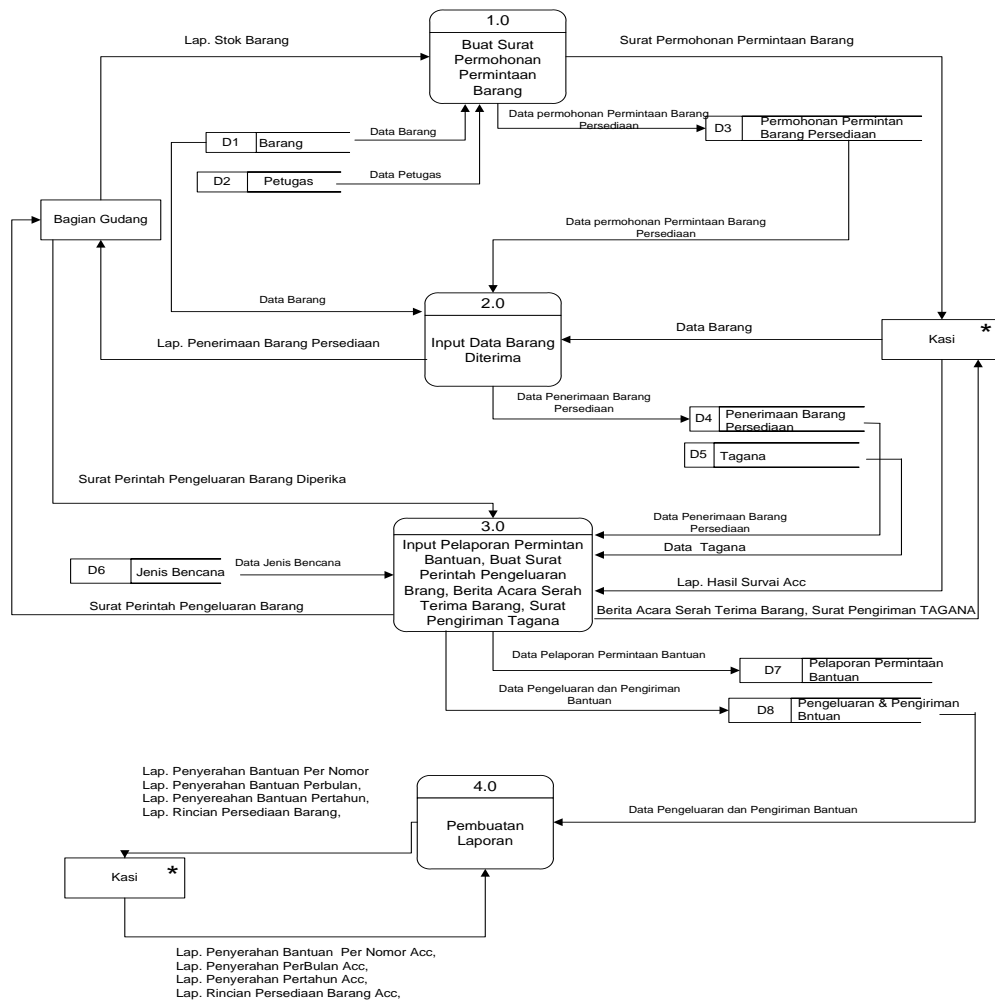 1.0
Buat Surat
Permohonan
Permintaan
Barang
Lap. Stok Barang
Surat Permohonan Permintaan Barang
Data permohonan Permintaan Barang
Persediaan
D3
Permohonan Permintan
Barang Persediaan
D1
Barang
Data Barang
D2
Petugas
Data Petugas
Bagian Gudang
Data permohonan Permintaan Barang
Persediaan
2.0
Input Data Barang
Diterima
Data Barang
Lap. Penerimaan Barang Persediaan
Data Barang
Kasi
*
Data Penerimaan Barang
Persediaan
D4
Penerimaan Barang
Persediaan
D5
Tagana
Surat Perintah Pengeluaran Barang Diperika
3.0
Input Pelaporan Permintan
Bantuan, Buat Surat
Perintah Pengeluaran
Brang, Berita Acara Serah
Terima Barang, Surat
Pengiriman Tagana
Data Penerimaan Barang
Persediaan
Data Tagana
D6
Jenis Bencana
Data Jenis Bencana
Lap. Hasil Survai Acc
Surat Perintah Pengeluaran Barang
Berita Acara Serah Terima Barang, Surat Pengiriman TAGANA
Data Pelaporan Permintaan Bantuan
D7
Pelaporan Permintaan
Bantuan
Data Pengeluaran dan Pengiriman
Bantuan
D8
Pengeluaran & Pengiriman
Bntuan
Lap. Penyerahan Bantuan Per Nomor
Lap. Penyerahan Bantuan Perbulan,
Lap. Penyereahan Bantuan Pertahun,
Lap. Rincian Persediaan Barang,
4.0
Pembuatan
Laporan
Data Pengeluaran dan Pengiriman Bantuan
Kasi
*
Lap. Penyerahan Bantuan Per Nomor Acc,
Lap. Penyerahan PerBulan Acc,
Lap. Penyerahan Pertahun Acc,
Lap. Rincian Persediaan Barang Acc,